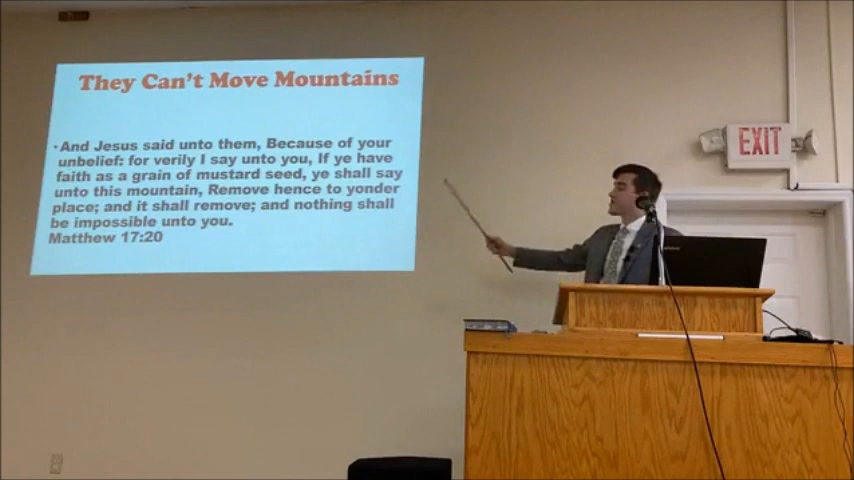 They Can't Move Mountains
• And Jesus said unto them, Because of your
unbelief: for verily I say unto you, If ye have
faith as a grain of mustard seed, ye shall say
unto this mountain, Remove hence to yonder
place; and it shall remove; and nothing shall
be impossible unto you.
Matthew 17:20
EXIT